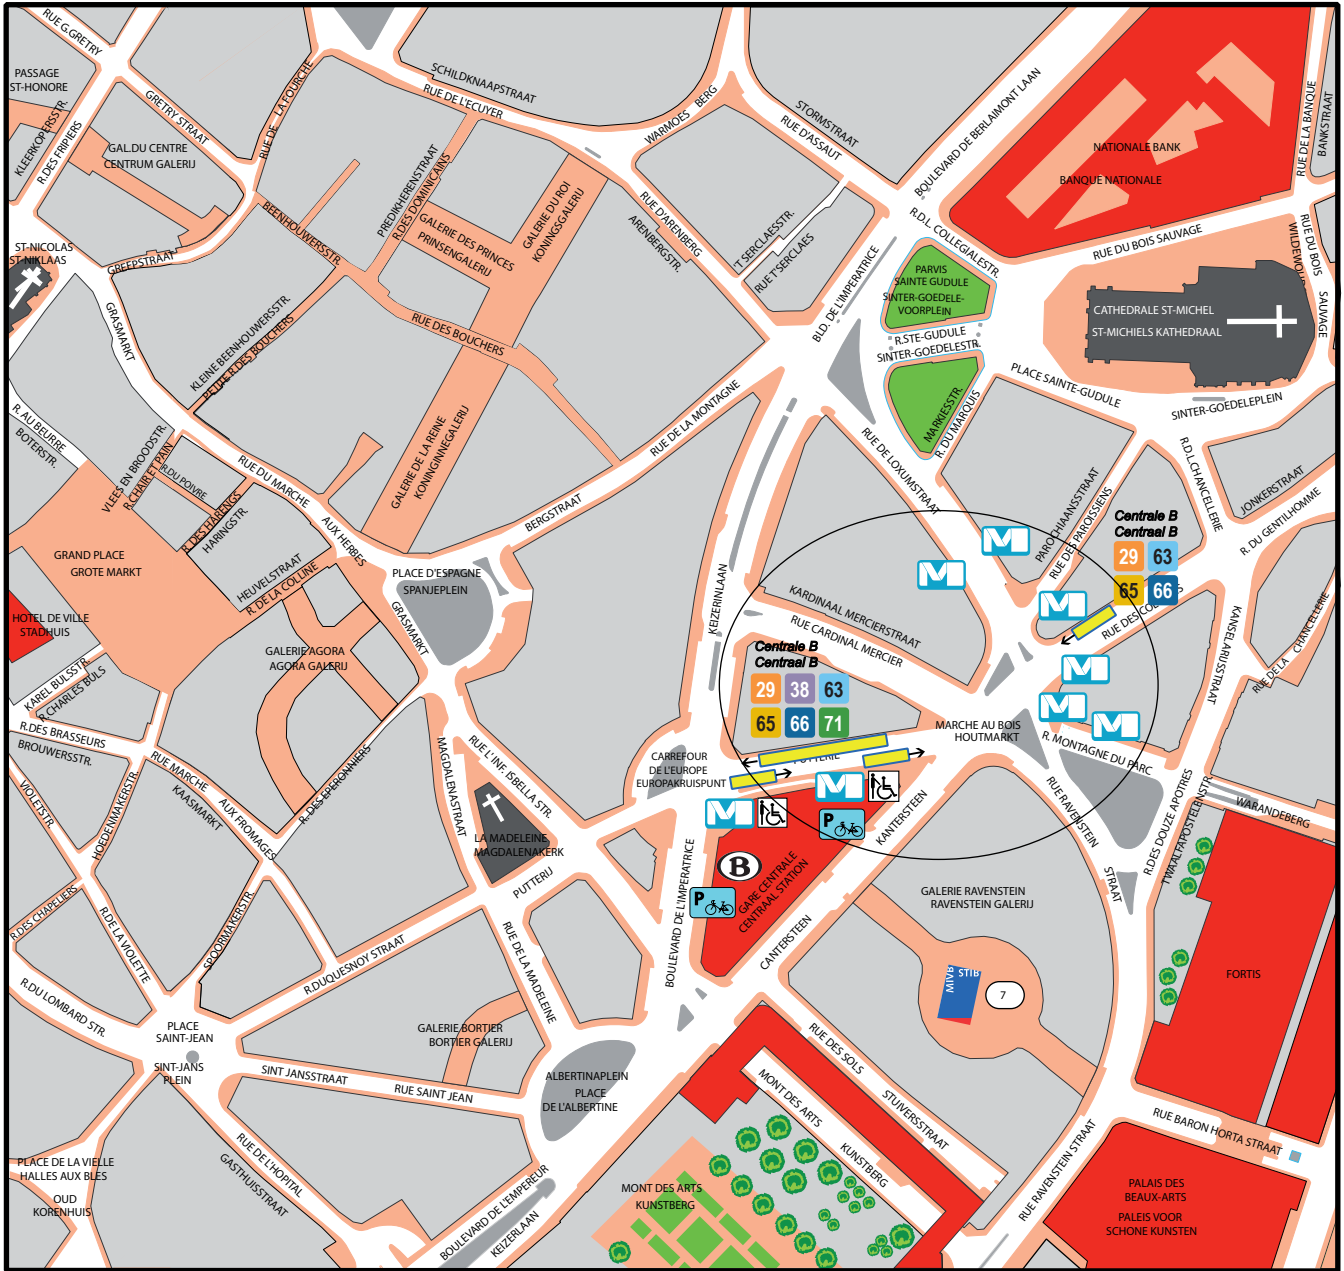 RUE G.GRETRY
PASSAGE
ST-HONORE
KLEERKOPERSSTR.
R.DES FRIPIERS
GRETRY STRAAT
GAL.DU CENTRE
CENTRUM GALERIJ
RUE DE LA FOURCHE
SCHILDKNAAPSTRAAT
RUE DE L'ECUYER
WARMOES BERG
STORMSTRAAT
RUE D'ASSAUT
BOULEVARD DE BERLAIMONT LAAN
NATIONALE BANK
BANQUE NATIONALE
RUE DE LA BANQUE
BANKSTRAAT
PREDIKHERENSTRAAT
R.DES DOMINICAINS
GALERIE DES PRINCES
PRINSENGALERIJ
GALERIE DU ROI
KONINGSGALERIJ
RUE D'ARENBERG
ARENBERGSTR.
'T SERCLAESSTR.
RUE T'SERCLAES
R.D.L. COLLEGIALESTR.
RUE DU BOIS SAUVAGE
RUE DU BOIS
SAUVAGE
ST-NICOLAS
ST-NIKLAAS
GREEPSTRAAT
BEENHOUWERSSTR.
GRASMARKT
KLEINE BEENHOUWERSSTR.
PETITE R.DES BOUCHERS
RUE DES BOUCHERS
BLD. DE L'IMPERATRICE
PARVIS
SAINTE GUDULE
SINTER-GOEDELE-
VOORPLEIN
R.STE-GUDULE
SINTER-GOEDELESTR.
CATHEDRALE ST-MICHEL
ST-MICHIELS KATHEDRAAL
PLACE SAINTE-GUDULE
SINTER-GOEDELEPLEIN
MARKIESSTR.
R.DU MARQUIS
R. AU BEURRE
BOTERSTR.
VLEES EN BROODSTR.
R.CHAIR ET PAIN
R.DU POIVRE
R.DES HARENGS
HARINGSTR.
RUE DU MARCHE
AUX HERBES
GALERIE DE LA REINE
KONINGINNEGALERIJ
RUE DE LA MONTAGNE
BERGSTRAAT
RUE DE LOXUMSTRAAT
PAROCHIAANSSTRAAT
RUE DES PAROISSIENS
R.D.L.CHANCELLERIE
JONKERSTRAAT
R. DU GENTILHOMME
GRAND PLACE
GROTE MARKT
HEUVELSTRAAT
R. DE LA COLLINE
PLACE D'ESPAGNE
SPANJEPLEIN
GRASMARKT
KEIZERINLAAN
KARDINAAL MERCIERSTRAAT
RUE CARDINAL MERCIER
Centrale B
Centraal B
29 63
65 66
KANSELARIJSTRAAT
RUE DE LA CHANCELLERIE
HOTEL DE VILLE
STADHUIS
KAREL BULSSTR.
R.CHARLES BULS
GALERIE AGORA
AGORA GALERIJ
Centrale B
Centraal B
29 38 63
65 66 71
MARCHE AU BOIS
HOUTMARKT
R. MONTAGNE DU PARC
R.DES BRASSEURS
BROUWERSSTR.
RUE MARCHE
AUX FROMAGES
KAASMARKT
R. DES EPERONNIERS
MAGDALENASTRAAT
RUE L' INF. ISBELLA STR.
CARREFOUR
DE L'EUROPE
EUROPAKRUISPUNT
RUE RAVENSTEIN
STRAAT
R.DES DOUZE APOTRES
TWAALFAPOSTELENSTR.
WARANDEBERG
VIOLETSTR.
HOEDENMAKERSTR.
LA MADELEINE
MAGDALENAKERK
PUTTERIJ
P
P
B
GARE CENTRALE
CENTRAAL STATION
KANTERSTEEN
CANTERSTEEN
BOULEVARD DE L'IMPERATRICE
GALERIE RAVENSTEIN
RAVENSTEIN GALERIJ
MIVB STIB
7
FORTIS
R.DES CHAPELIERS
R.DE LA VIOLETTE
SPOORMAKERSTR.
R.DUQUESNOY STRAAT
RUE DE LA MADELEINE
R.DU LOMBARD STR.
PLACE
SAINT-JEAN
SINT-JANS
PLEIN
GALERIE BORTIER
BORTIER GALERIJ
SINT JANSSTRAAT
RUE SAINT JEAN
ALBERTINAPLEIN
PLACE
DE L'ALBERTINE
RUE DES SOLS
STUIVERSSTRAAT
MONT DES ARTS
KUNSTBERG
RUE BARON HORTA STRAAT
RUE RAVENSTEIN STRAAT
PLACE DE LA VIELLE
HALLES AUX BLES
OUD
KORENHUIS
RUE DE L'HOPITAL
GASTHUISSTRAAT
BOULEVARD DE L'EMPEREUR
KEIZERLAAN
MONT DES ARTS
KUNSTBERG
PALAIS DES
BEAUX-ARTS
PALEIS VOOR
SCHONE KUNSTEN